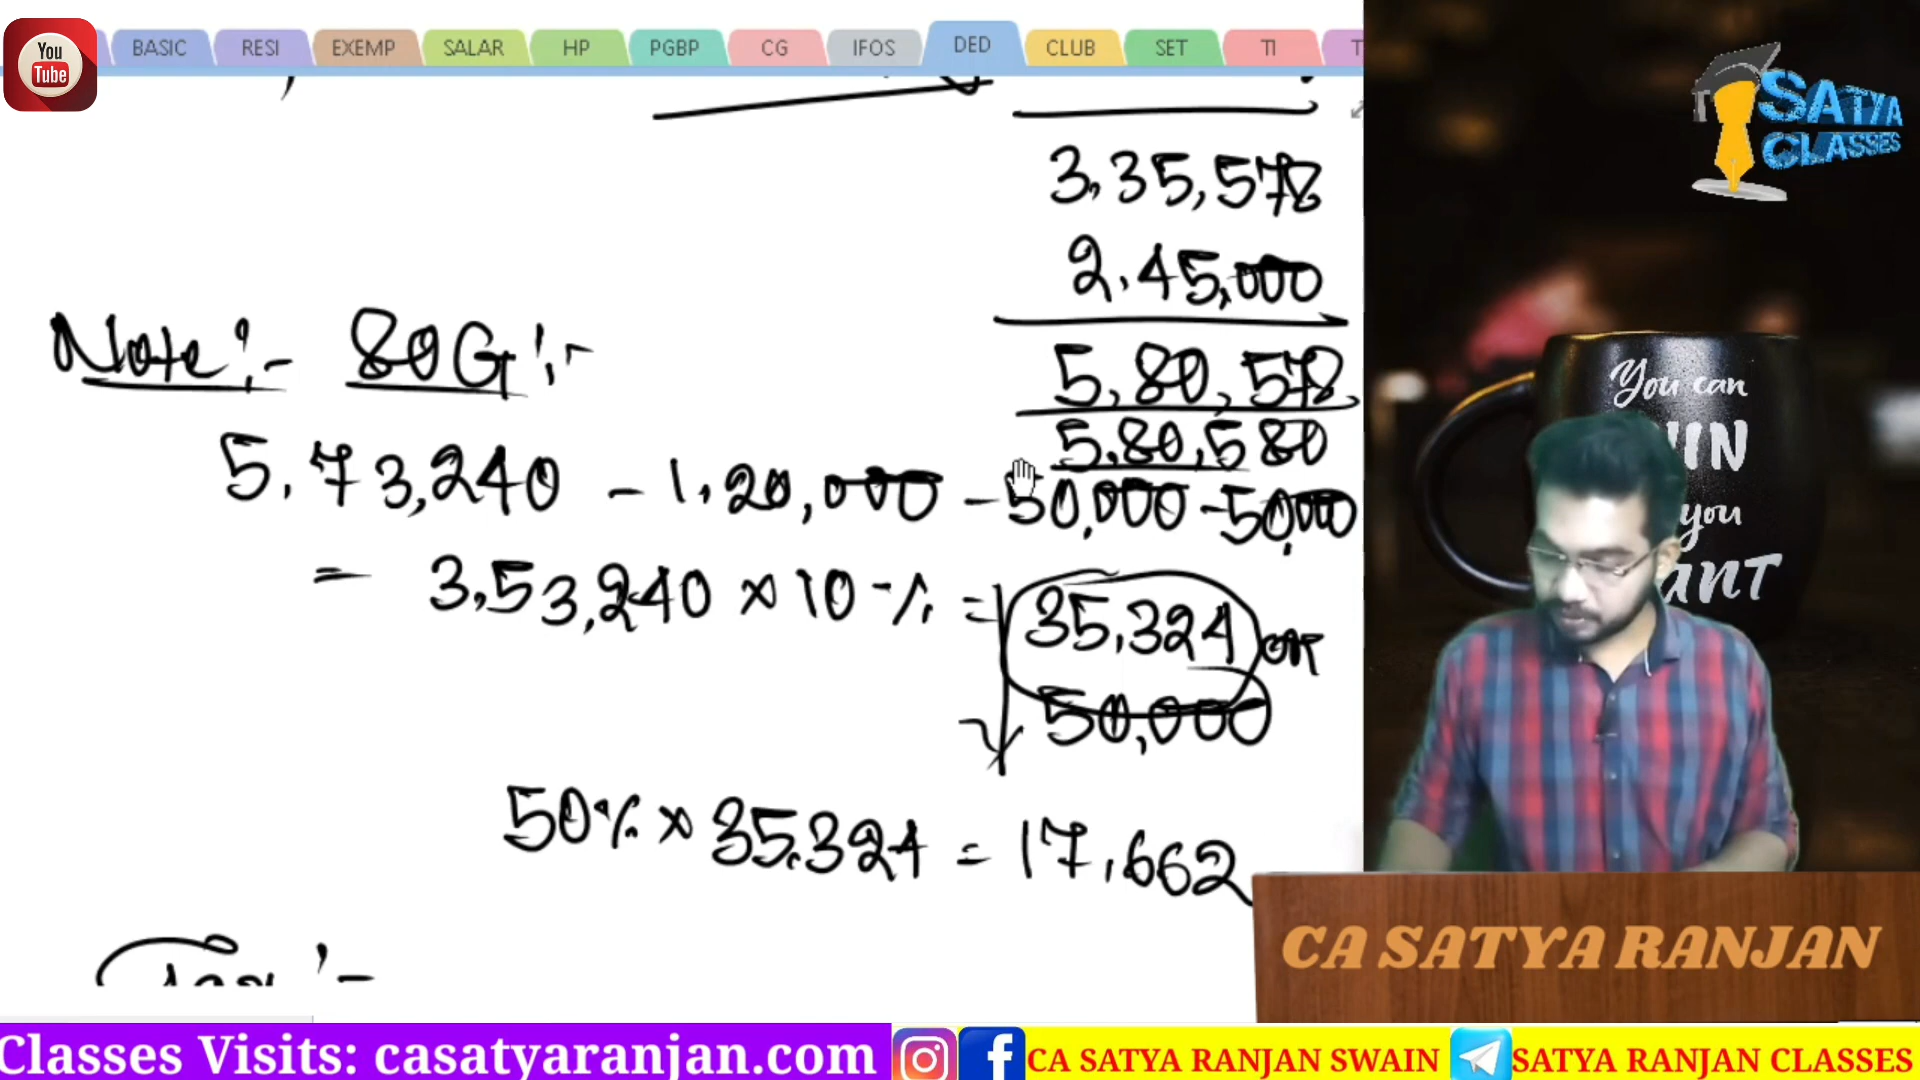 You
Tube
BASIC RESI EXEMP SALAR HP PGBP CG IFOS DED CLUB SET TI T
SATYA
CLASSES
3,35,578
2,45,000
5,80,578
5,80,580
Note:- 80G:-
5,73,240 - 1,20,000 - 50,000 - 50,000
= 3,53,240 × 10% = 35,324 or
50,000
50% × 35,324 = 17,662
You can
WIN
you
ANT
CA SATYA RANJAN
Classes Visits: casatyaranjan.com
CA SATYA RANJAN SWAIN
SATYA RANJAN CLASSES